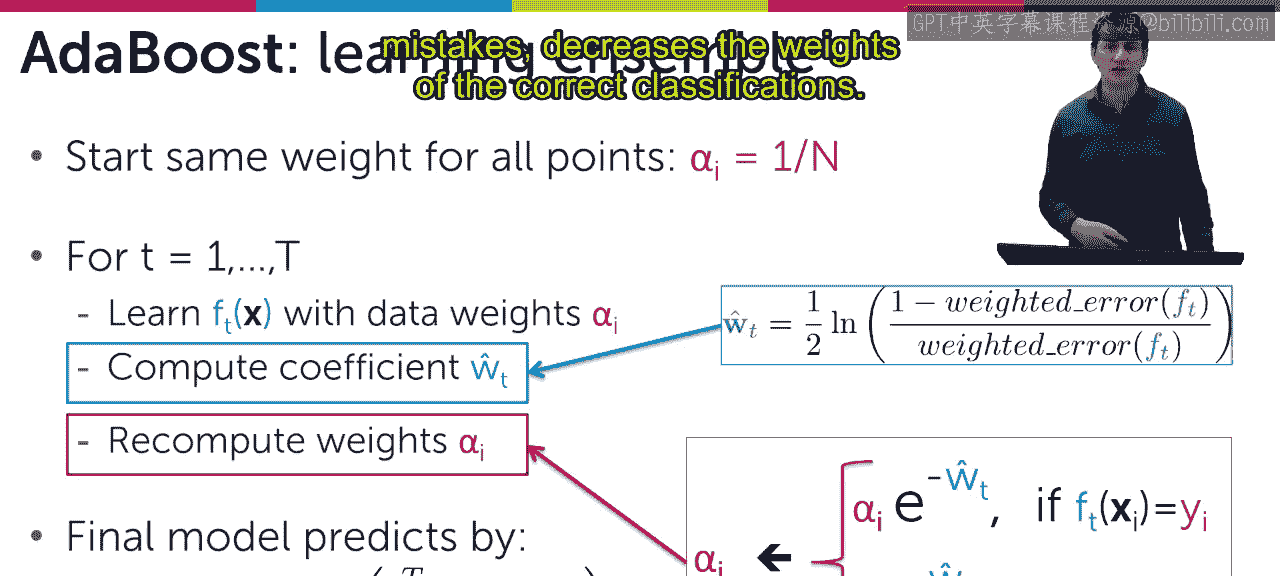 GPT中英字幕课程资源@bilibili.com
AdaBoost: learning ensemble
mistakes, decreases the weights
of the correct classifications.
• Start same weight for all points: αi = 1/N
• For t = 1,...,T
- Learn ft(x) with data weights αi
- Compute coefficient ŵt
ŵt = 1/2 ln ( (1 − weighted_error(ft)) / weighted_error(ft) )
- Recompute weights αi
αi ← { αi e^-ŵt, if ft(xi)=yi
• Final model predicts by: